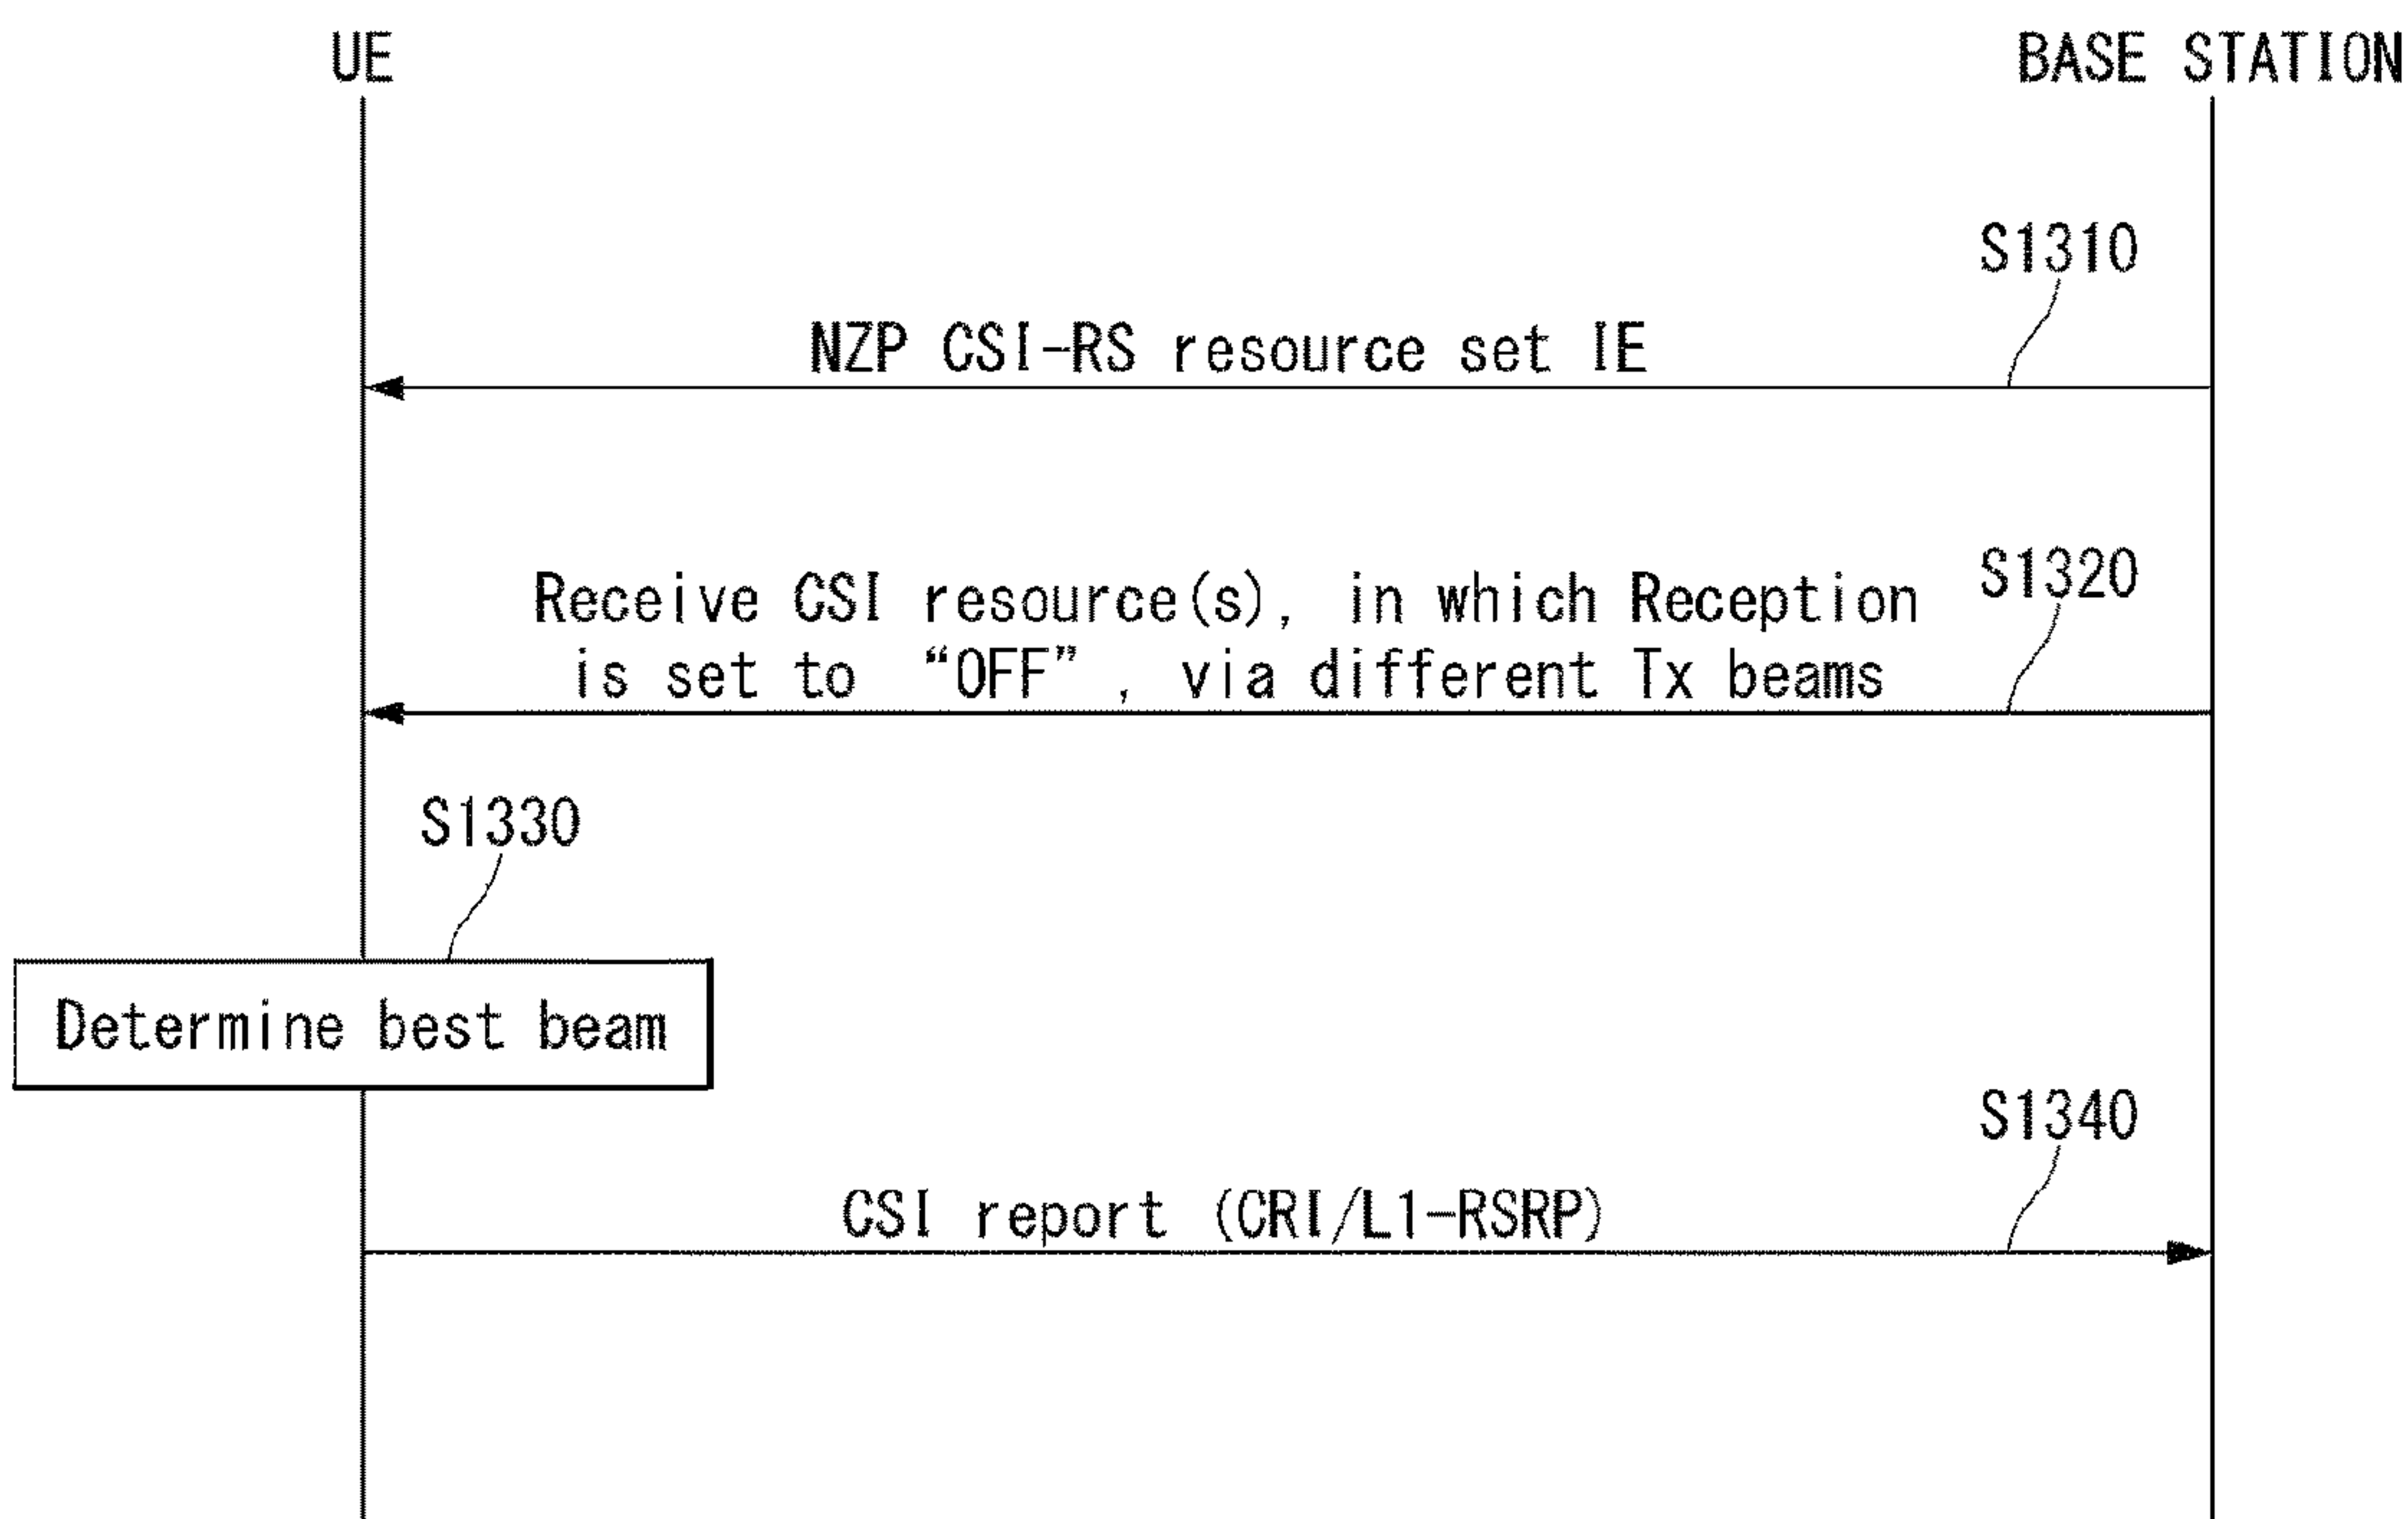 UE
BASE STATION
S1310
NZP CSI-RS resource set IE
S1320
Receive CSI resource(s), in which Reception
is set to “OFF”, via different Tx beams
S1330
Determine best beam
S1340
CSI report (CRI/L1-RSRP)